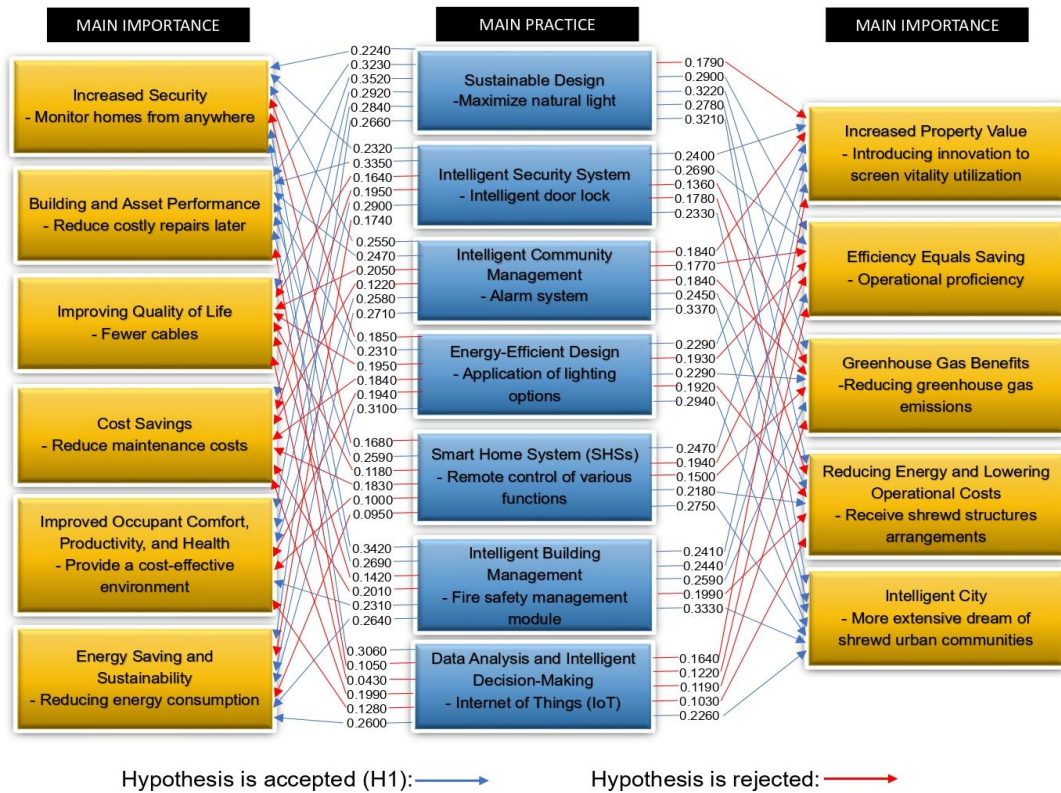 MAIN IMPORTANCE
MAIN PRACTICE
MAIN IMPORTANCE
Increased Security
- Monitor homes from anywhere
Building and Asset Performance
- Reduce costly repairs later
Improving Quality of Life
- Fewer cables
Cost Savings
- Reduce maintenance costs
Improved Occupant Comfort,
Productivity, and Health
- Provide a cost-effective
environment
Energy Saving and
Sustainability
- Reducing energy consumption
0.2240
0.3230
0.3520
0.2920
0.2840
0.2660
0.2320
0.3350
0.1640
0.1950
0.2900
0.1740
0.2550
0.2470
0.2050
0.1220
0.2580
0.2710
0.1850
0.2310
0.1950
0.1840
0.1940
0.3100
0.1680
0.2590
0.1180
0.1830
0.1000
0.0950
0.3420
0.2690
0.1420
0.2010
0.2310
0.2640
0.3060
0.1050
0.0430
0.1990
0.1280
0.2600
Sustainable Design
-Maximize natural light
Intelligent Security System
- Intelligent door lock
Intelligent Community
Management
- Alarm system
Energy-Efficient Design
- Application of lighting
options
Smart Home System (SHSs)
- Remote control of various
functions
Intelligent Building
Management
- Fire safety management
module
Data Analysis and Intelligent
Decision-Making
- Internet of Things (IoT)
0.1790
0.2900
0.3220
0.2780
0.3210
0.2400
0.2690
0.1360
0.1780
0.2330
0.1840
0.1770
0.1840
0.2450
0.3370
0.2290
0.1930
0.2290
0.1920
0.2940
0.2470
0.1940
0.1500
0.2180
0.2750
0.2410
0.2440
0.2590
0.1990
0.3330
0.1640
0.1220
0.1190
0.1030
0.2260
Increased Property Value
- Introducing innovation to
screen vitality utilization
Efficiency Equals Saving
- Operational proficiency
Greenhouse Gas Benefits
-Reducing greenhouse gas
emissions
Reducing Energy and Lowering
Operational Costs
- Receive shrewd structures
arrangements
Intelligent City
- More extensive dream of
shrewd urban communities
Hypothesis is accepted (H1):
Hypothesis is rejected: